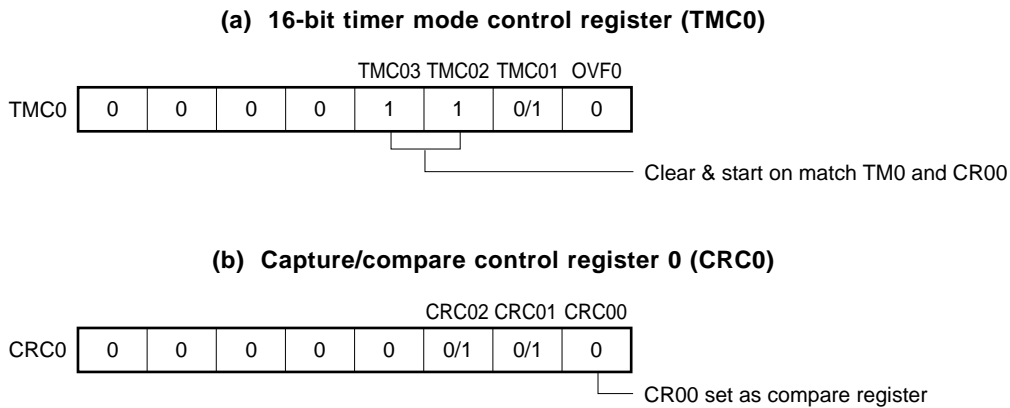 (a) 16-bit timer mode control register (TMC0)
TMC03 TMC02 TMC01 OVF0
TMC0 0 0 0 0 1 1 0/1 0
Clear & start on match TM0 and CR00
(b) Capture/compare control register 0 (CRC0)
CRC02 CRC01 CRC00
CRC0 0 0 0 0 0 0/1 0/1 0
CR00 set as compare register